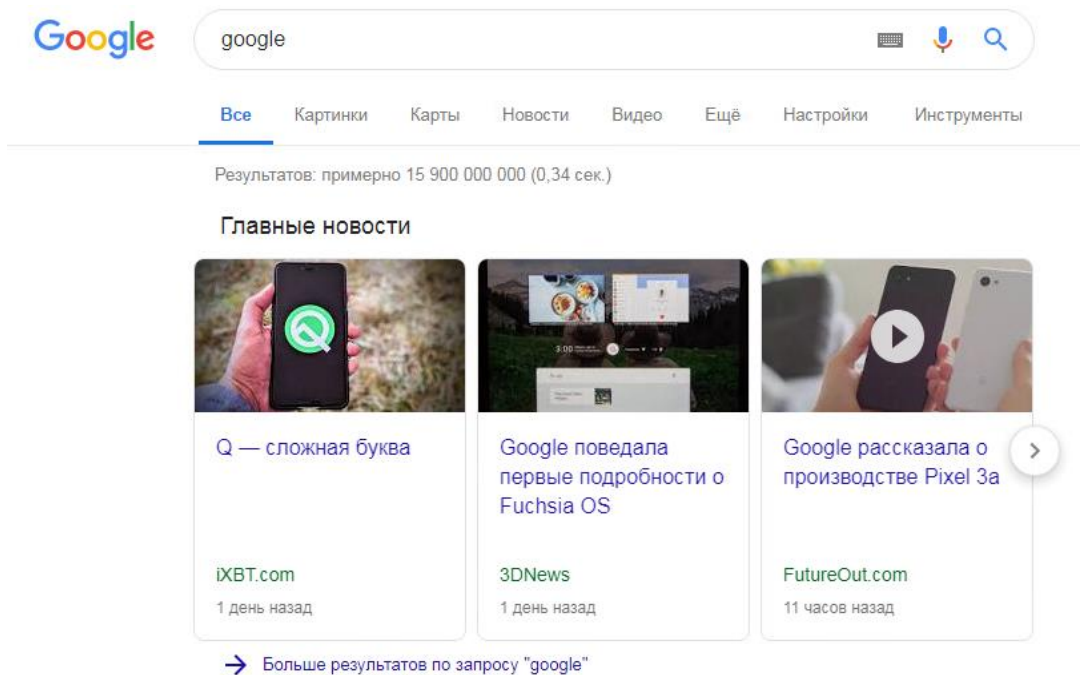 Google
google
Все Картинки Карты Новости Видео Ещё Настройки Инструменты
Результатов: примерно 15 900 000 000 (0,34 сек.)
Главные новости
Q — сложная буква
iXBT.com
1 день назад
Google поведала
первые подробности о
Fuchsia OS
3DNews
1 день назад
Google рассказала о
производстве Pixel 3a
FutureOut.com
11 часов назад
Больше результатов по запросу "google"